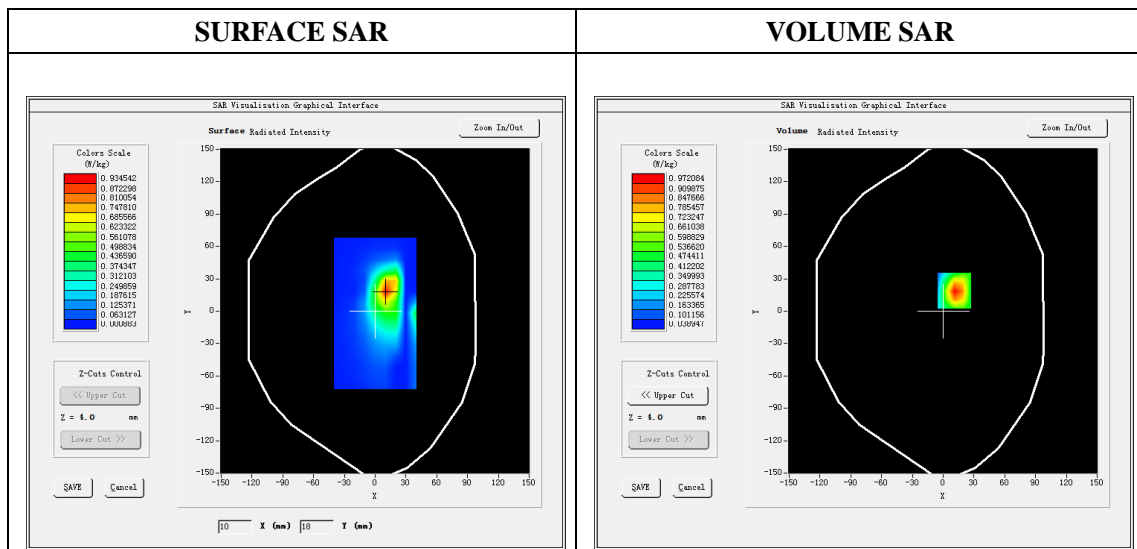 SURFACE SAR
VOLUME SAR
SAR Visualisation Graphical Interface
Surface Radiated Intensity
Zoom In/Out
Colors Scale
(W/kg)
0.934542
0.872298
0.810054
0.747810
0.685566
0.623322
0.561078
0.498834
0.436590
0.374347
0.312103
0.249859
0.187615
0.125371
0.063127
0.000883
150
120
90
60
30
0
-30
-60
-90
-120
-150
Y
-150 -120 -90 -60 -30 0 30 60 90 120 150
X
Z-Cuts Control
<< Upper Cut
Z = 4.0 mm
Lower Cut >>
SAVE
Cancel
10 X (mm) 18 Y (mm)
SAR Visualisation Graphical Interface
Volume Radiated Intensity
Zoom In/Out
Colors Scale
(W/kg)
0.972084
0.909875
0.847666
0.785457
0.723247
0.661038
0.598829
0.536620
0.474411
0.412202
0.349993
0.287783
0.225574
0.163365
0.101156
0.038947
150
120
90
60
30
0
-30
-60
-90
-120
-150
Y
-150 -120 -90 -60 -30 0 30 60 90 120 150
X
Z-Cuts Control
<< Upper Cut
Z = 4.0 mm
Lower Cut >>
SAVE
Cancel